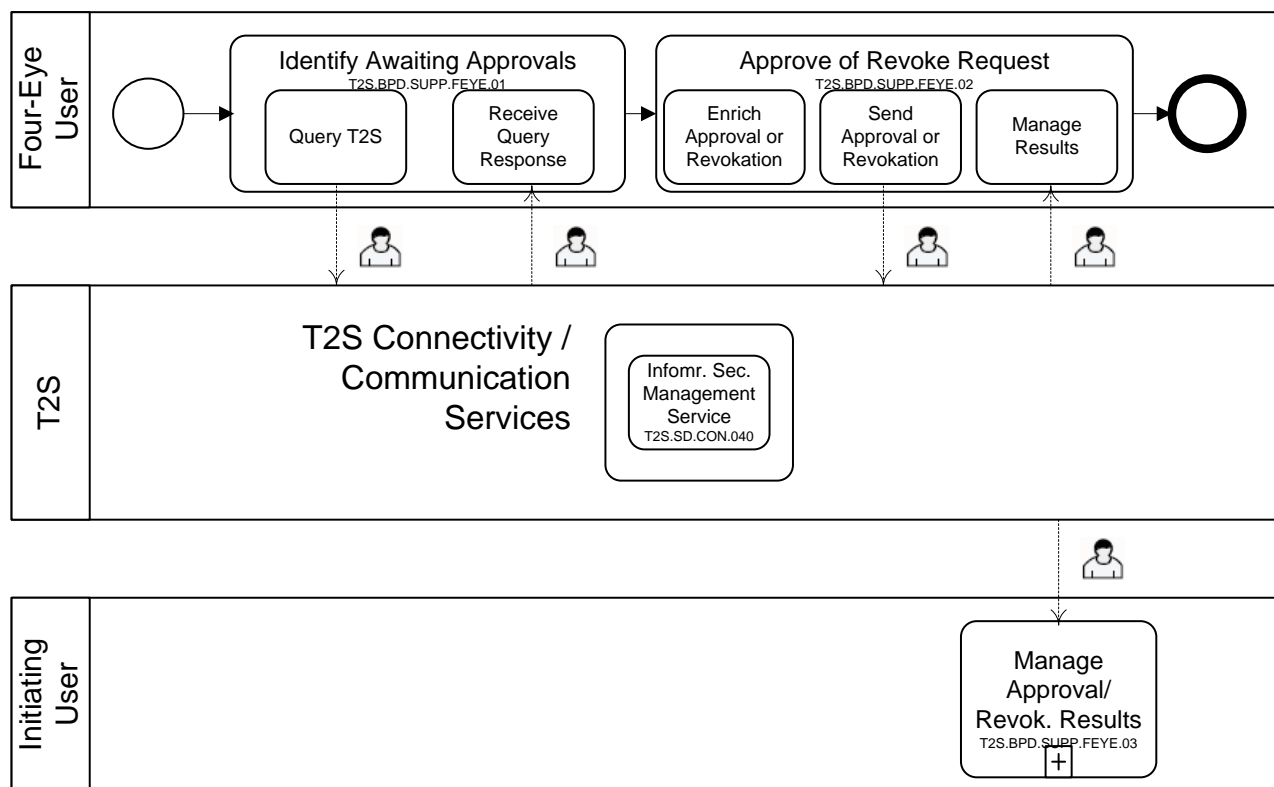 Four-Eye
User
Identify Awaiting Approvals
T2S.BPD.SUPP.FEYE.01
Query T2S
Receive
Query
Response
Approve of Revoke Request
T2S.BPD.SUPP.FEYE.02
Enrich
Approval or
Revokation
Send
Approval or
Revokation
Manage
Results
T2S
T2S Connectivity /
Communication
Services
Infomr. Sec.
Management
Service
T2S.SD.CON.040
Initiating
User
Manage
Approval/
Revok. Results
T2S.BPD.SUPP.FEYE.03